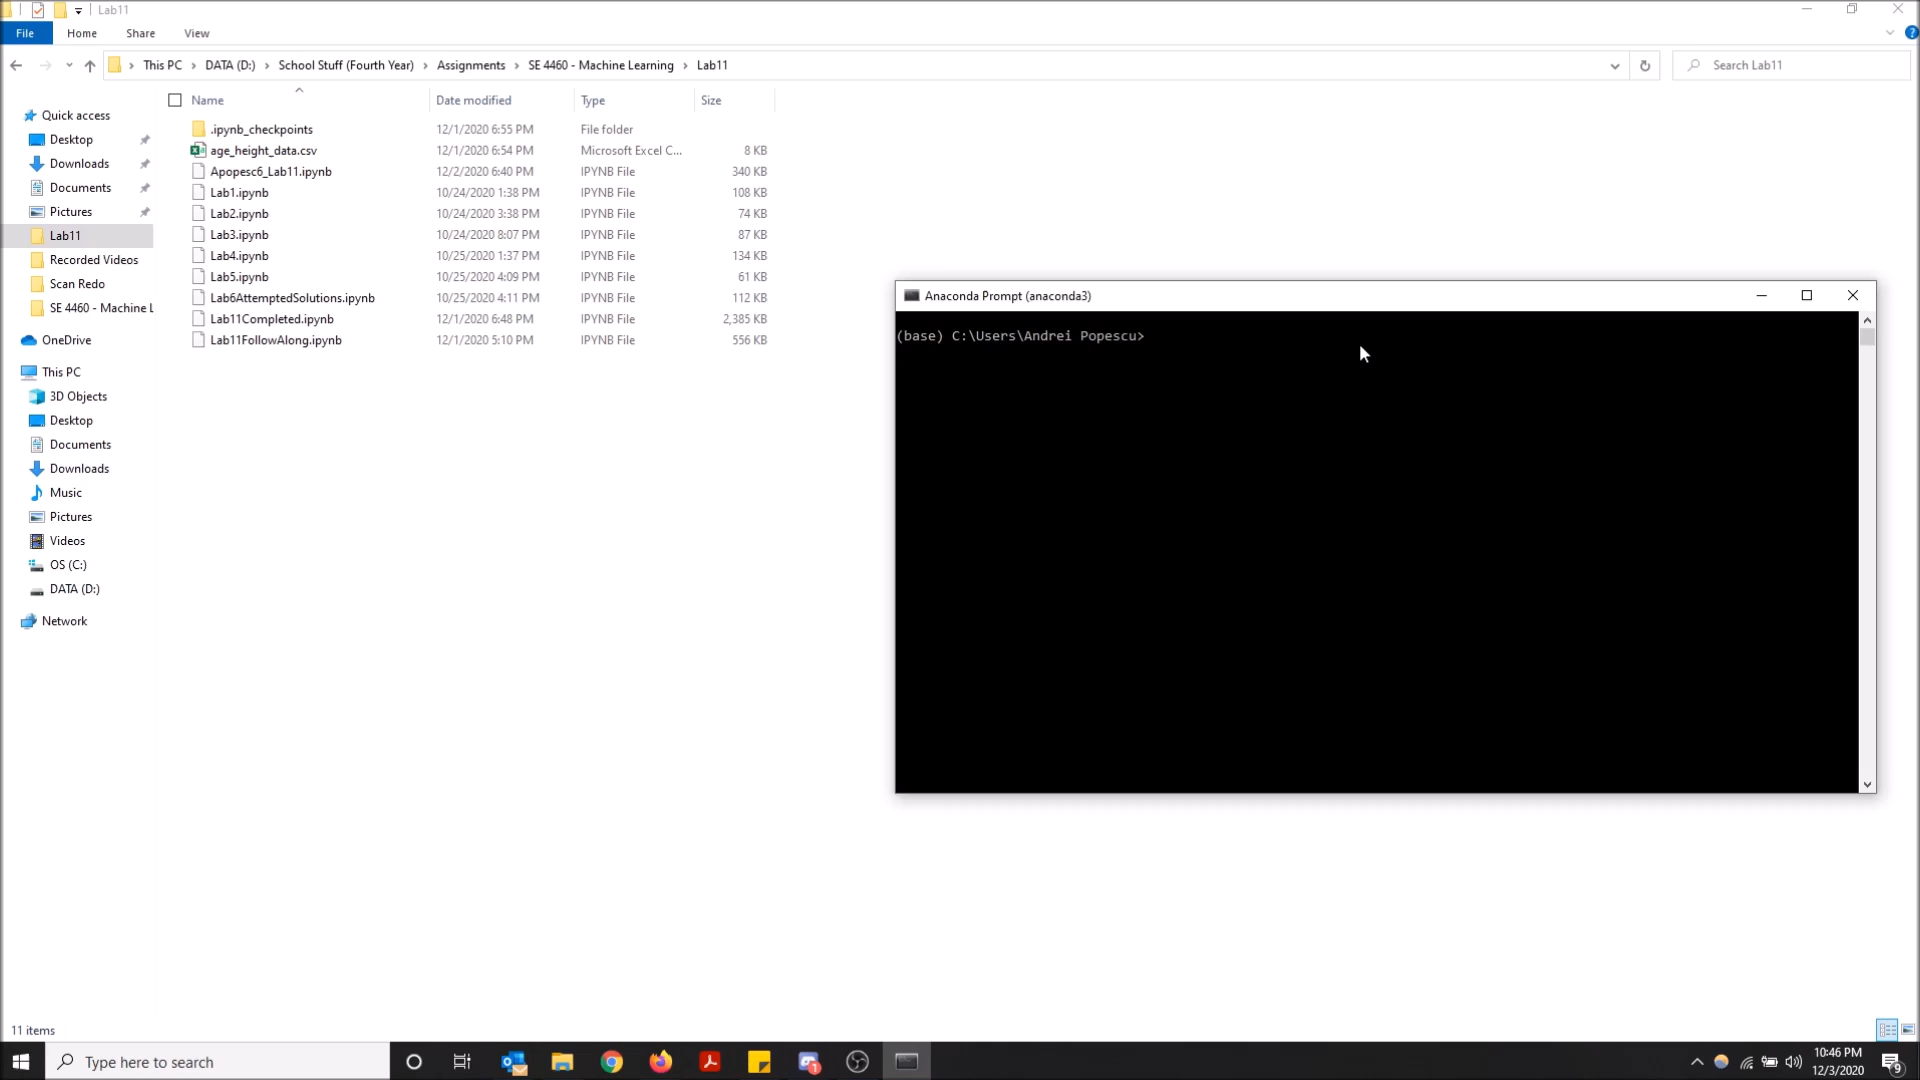 Lab11
File Home Share View
This PC DATA (D:) School Stuff (Fourth Year) Assignments SE 4460 - Machine Learning Lab11
Search Lab11
Name Date modified Type Size
.ipynb_checkpoints 12/1/2020 6:55 PM File folder
age_height_data.csv 12/1/2020 6:54 PM Microsoft Excel C... 8 KB
Apopesc6_Lab11.ipynb 12/2/2020 6:40 PM IPYNB File 340 KB
Lab1.ipynb 10/24/2020 1:38 PM IPYNB File 108 KB
Lab2.ipynb 10/24/2020 3:38 PM IPYNB File 74 KB
Lab3.ipynb 10/24/2020 8:07 PM IPYNB File 87 KB
Lab4.ipynb 10/25/2020 1:37 PM IPYNB File 134 KB
Lab5.ipynb 10/25/2020 4:09 PM IPYNB File 61 KB
Lab6AttemptedSolutions.ipynb 10/25/2020 4:11 PM IPYNB File 112 KB
Lab11Completed.ipynb 12/1/2020 6:48 PM IPYNB File 2,385 KB
Lab11FollowAlong.ipynb 12/1/2020 5:10 PM IPYNB File 556 KB
Quick access
Desktop
Downloads
Documents
Pictures
Lab11
Recorded Videos
Scan Redo
SE 4460 - Machine L
OneDrive
This PC
3D Objects
Desktop
Documents
Downloads
Music
Pictures
Videos
OS (C:)
DATA (D:)
Network
Anaconda Prompt (anaconda3)
(base) C:\Users\Andrei Popescu>
11 items
Type here to search
1
10:46 PM
12/3/2020
9